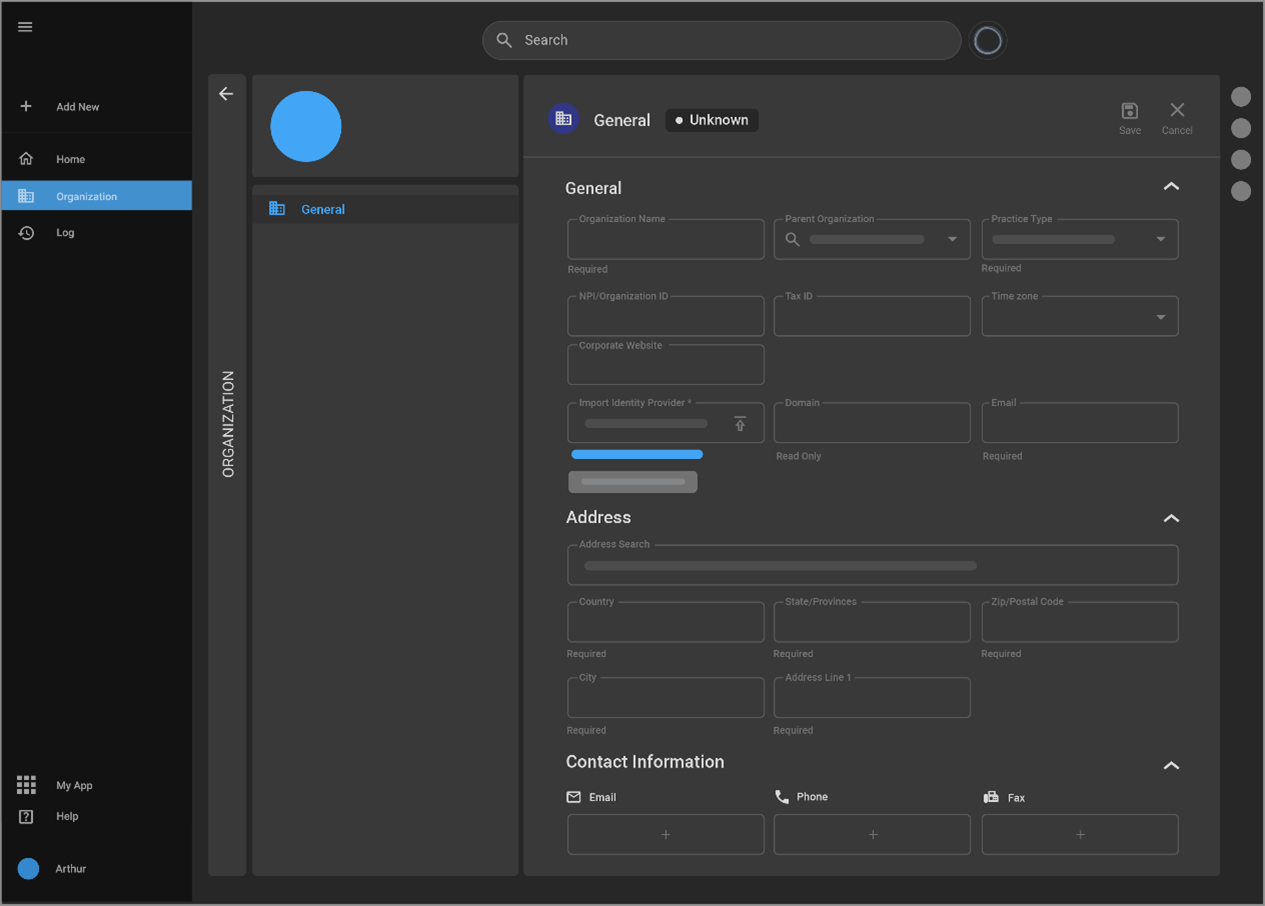 Search
Add New
Home
Organization
Log
My App
Help
Arthur
ORGANIZATION
General
General
Unknown
Save
Cancel
General
Organization Name
Parent Organization
Practice Type
Required
Required
NPI/Organization ID
Tax ID
Time zone
Corporate Website
Import Identity Provider *
Domain
Email
Read Only
Required
Address
Address Search
Country
State/Provinces
Zip/Postal Code
Required
Required
Required
City
Address Line 1
Required
Required
Contact Information
Email
Phone
Fax